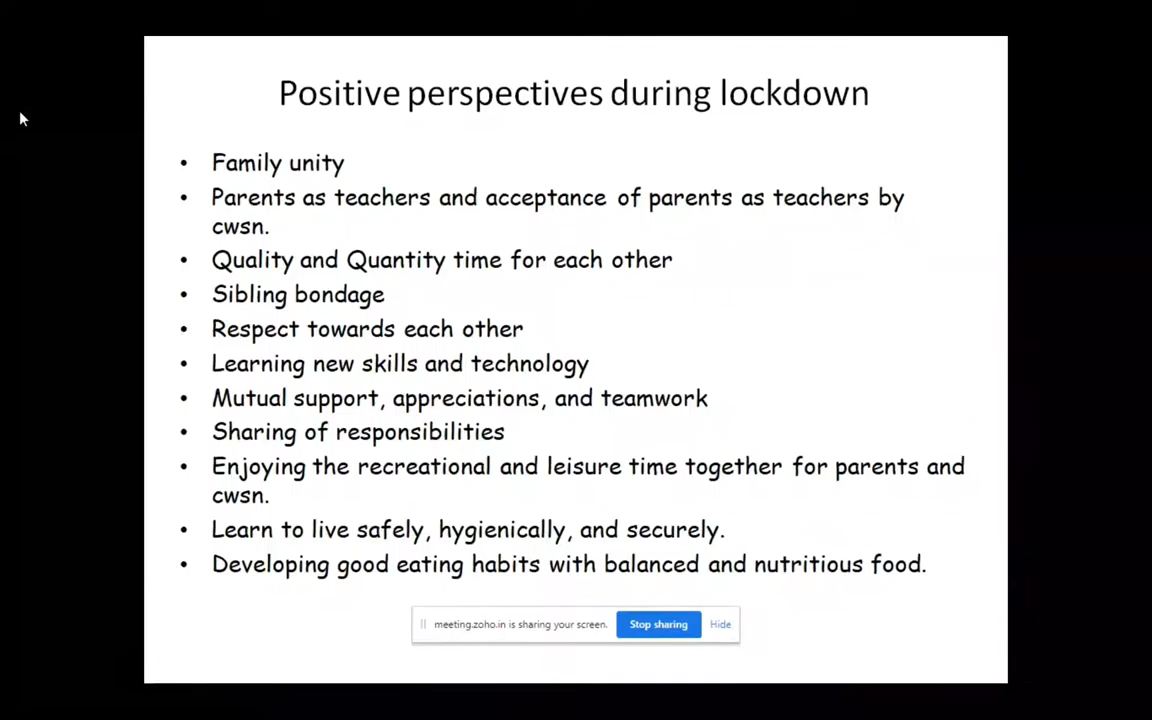 Positive perspectives during lockdown
• Family unity
• Parents as teachers and acceptance of parents as teachers by
cwsn.
• Quality and Quantity time for each other
• Sibling bondage
• Respect towards each other
• Learning new skills and technology
• Mutual support, appreciations, and teamwork
• Sharing of responsibilities
• Enjoying the recreational and leisure time together for parents and
cwsn.
• Learn to live safely, hygienically, and securely.
• Developing good eating habits with balanced and nutritious food.
meeting.zoho.in is sharing your screen. Stop sharing Hide